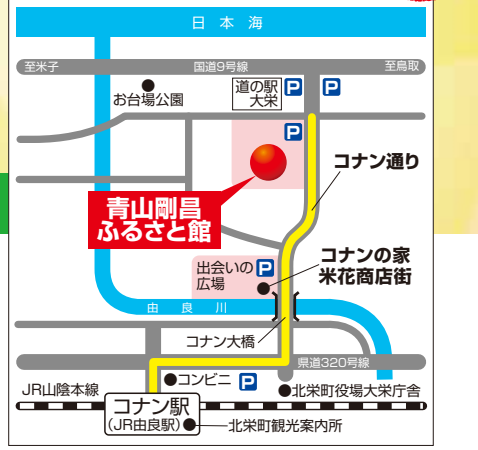 日本海
至米子
国道9号線
至鳥取
お台場公園
道の駅
大栄
P
P
P
コナン通り
青山剛昌
ふるさと館
出会いの
広場
P
コナンの家
米花商店街
由良川
コナン大橋
県道320号線
コンビニ
P
JR山陰本線
北栄町役場大栄庁舎
コナン駅
(JR由良駅)
北栄町観光案内所